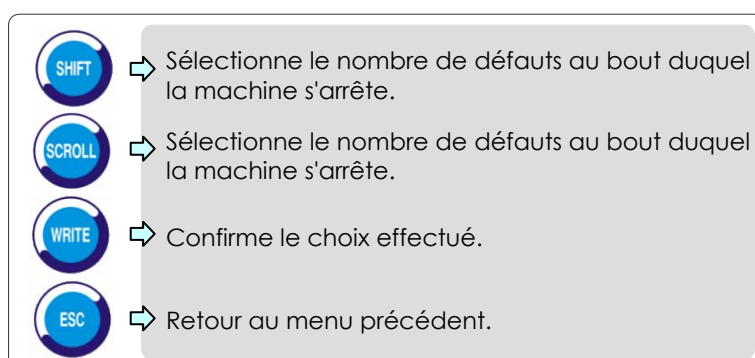 SHIFT
Sélectionne le nombre de défauts au bout duquel
la machine s'arrête.
SCROLL
Sélectionne le nombre de défauts au bout duquel
la machine s'arrête.
WRITE
Confirme le choix effectué.
ESC
Retour au menu précédent.